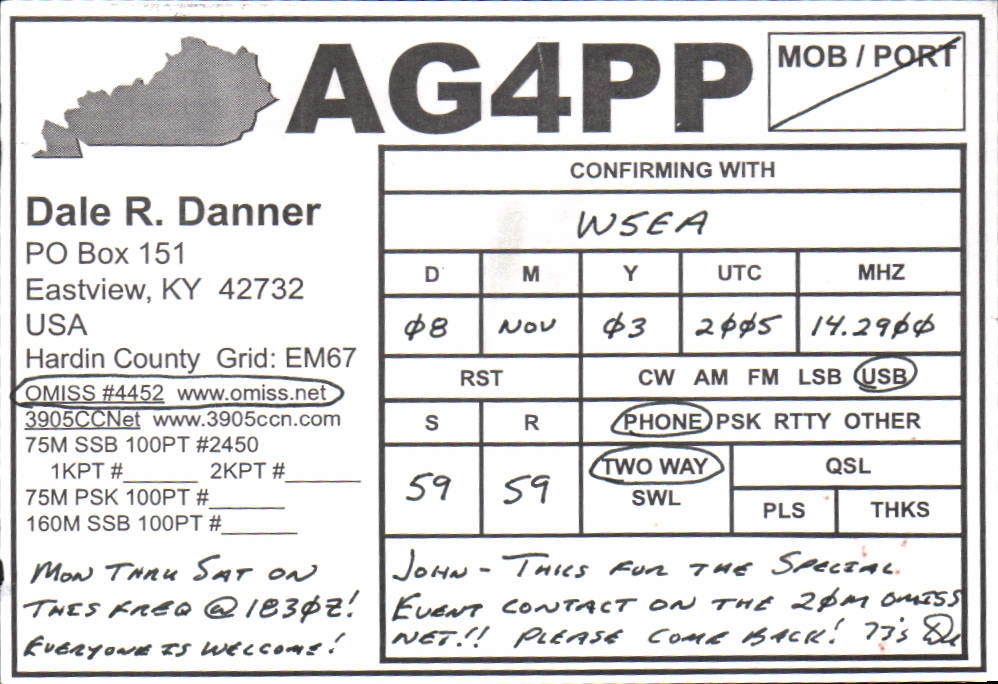 AG4PP
MOB / PORT
Dale R. Danner
PO Box 151
Eastview, KY 42732
USA
Hardin County Grid: EM67
OMISS #4452 www.omiss.net
3905CCNet www.3905ccn.com
75M SSB 100PT #2450
1KPT #______ 2KPT #______
75M PSK 100PT #______
160M SSB 100PT #______
MON THRU SAT ON
THIS FREQ @ 183ØZ!
EVERYONE IS WELCOME!
CONFIRMING WITH
W5EA
D M Y UTC MHZ
Ø8 NOV Ø3 2ØØ5 14.29ØØ
RST
CW AM FM LSB USB
S R
PHONE PSK RTTY OTHER
59 59
TWO WAY
SWL
QSL
PLS THKS
JOHN - THKS FOR THE SPECIAL
EVENT CONTACT ON THE 2ØM OMISS
NET!! PLEASE COME BACK! 73's